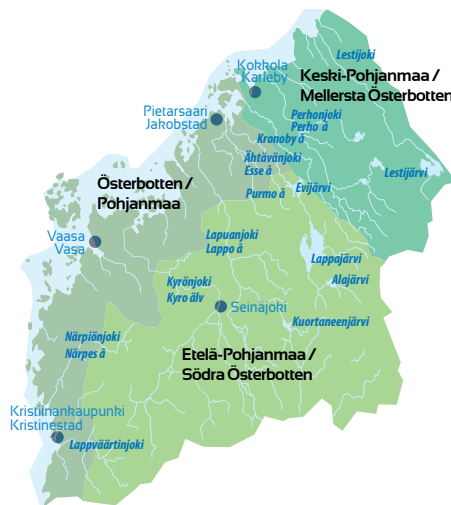 Lestijoki
Kokkola
Karleby
Keski-Pohjanmaa /
Mellersta Österbotten
Pietarsaari
Jakobstad
Perhonjoki
Perho å
Kronoby å
Ähtävänjoki
Esse å
Lestijärvi
Österbotten /
Pohjanmaa
Purmo å
Evijärvi
Vaasa
Vasa
Lapuanjoki
Lappo å
Lappajärvi
Alajärvi
Kyrönjoki
Kyro älv
Seinäjoki
Kuortaneenjärvi
Närpiönjoki
Närpes å
Etelä-Pohjanmaa /
Södra Österbotten
Kristiinankaupunki
Kristinestad
Lappväärtinjoki